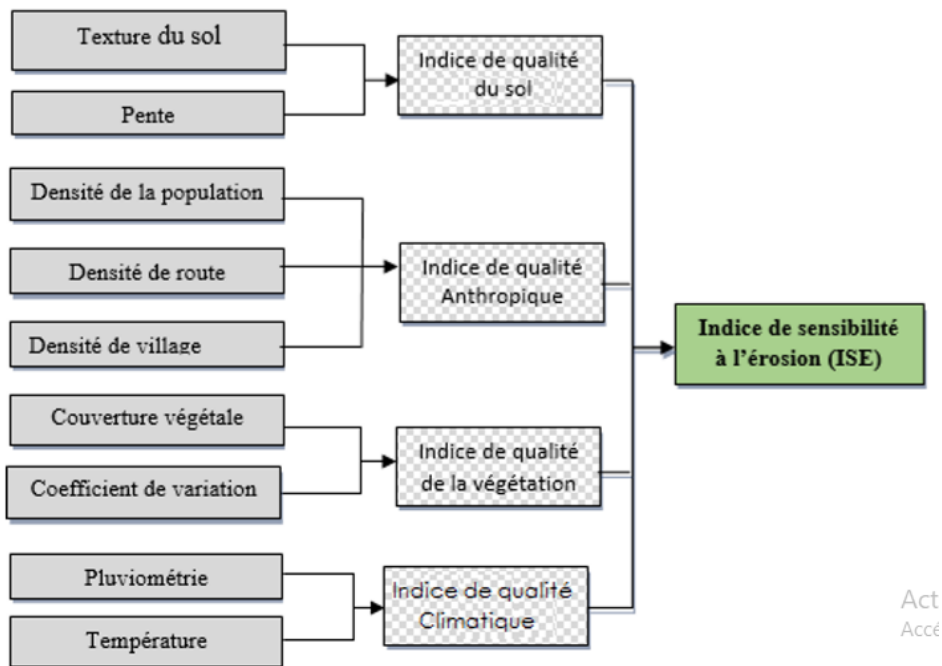 Texture du sol
Pente
Indice de qualité
du sol
Densité de la population
Densité de route
Densité de village
Indice de qualité
Anthropique
Couverture végétale
Coefficient de variation
Indice de qualité
de la végétation
Pluviométrie
Température
Indice de qualité
Climatique
Indice de sensibilité
à l'érosion (ISE)
Act
Accé